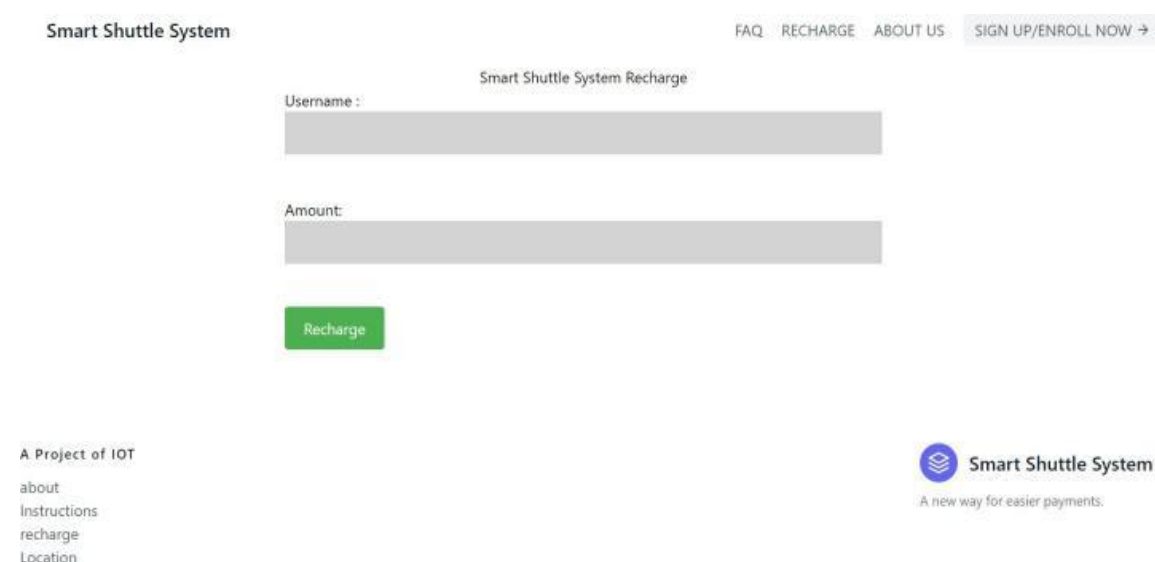 Smart Shuttle System
FAQ RECHARGE ABOUT US SIGN UP/ENROLL NOW →
Smart Shuttle System Recharge
Username :
Amount:
Recharge
A Project of IOT
about
Instructions
recharge
Location
Smart Shuttle System
A new way for easier payments.